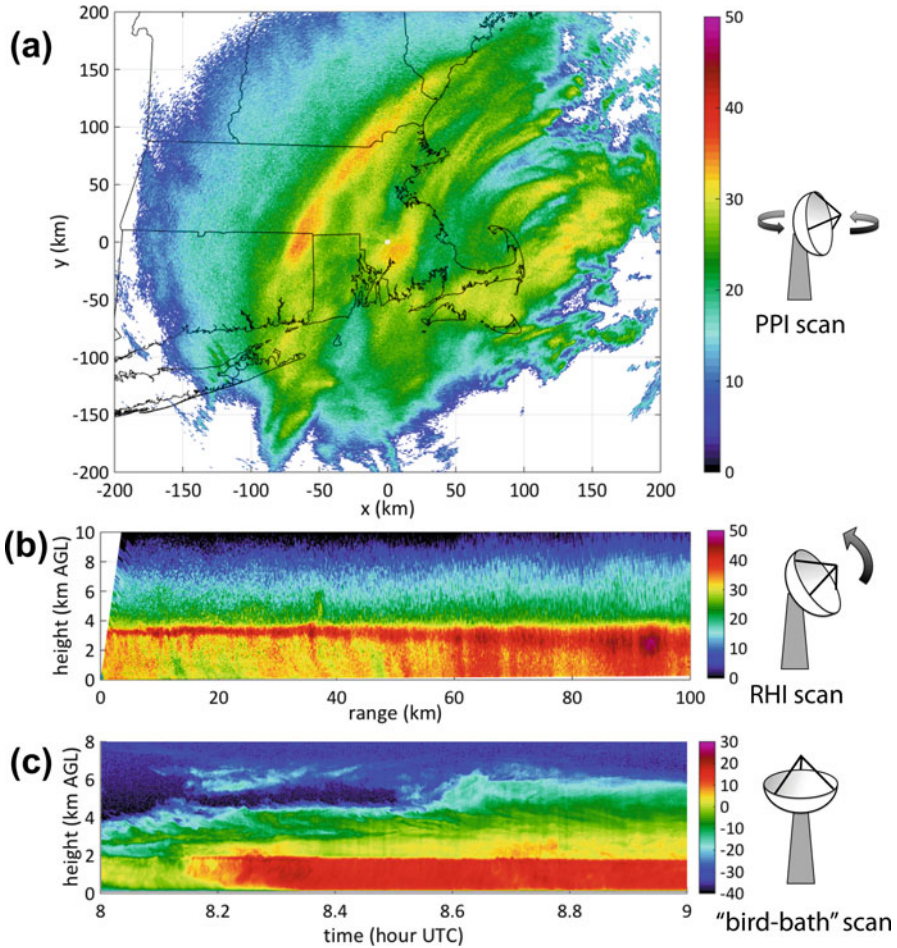 (a)
200
150
100
50
0
-50
-100
-150
-200
y (km)
-200 -150 -100 -50 0 50 100 150 200
x (km)
50
40
30
20
10
0
PPI scan
(b)
10
8
6
4
2
0
height (km AGL)
0 20 40 60 80 100
range (km)
50
40
30
20
10
0
RHI scan
(c)
8
6
4
2
0
height (km AGL)
8 8.2 8.4 8.6 8.8 9
time (hour UTC)
30
20
10
0
-10
-20
-30
-40
"bird-bath" scan